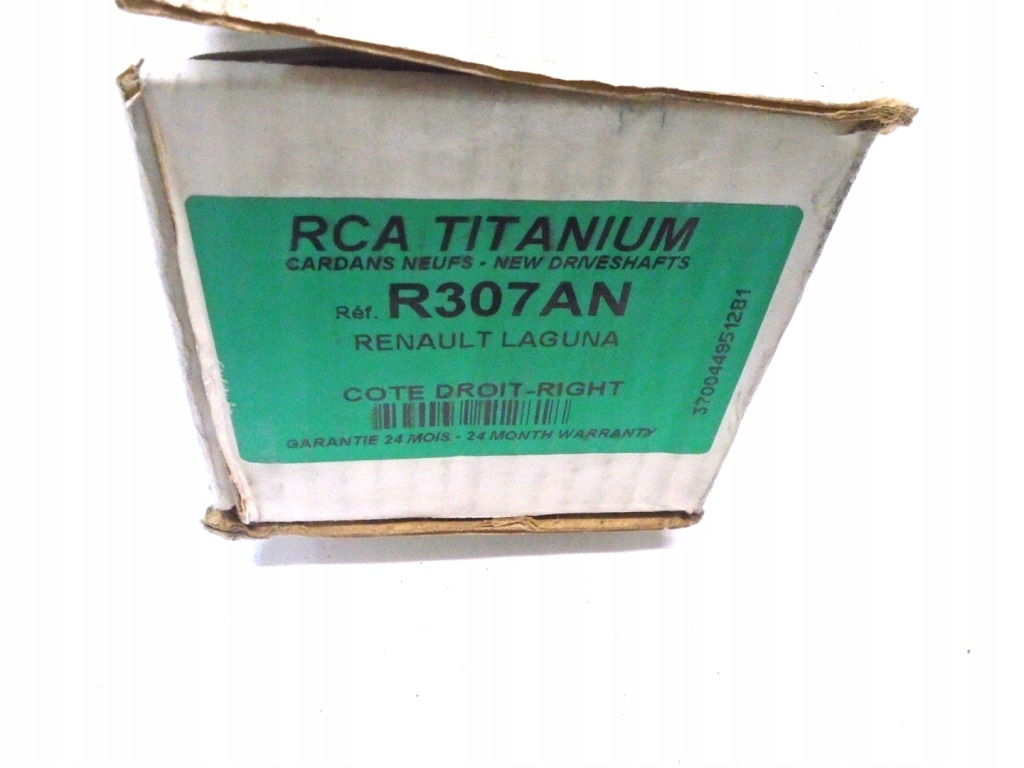 RCA TITANIUM
CARDANS NEUFS - NEW DRIVESHAFTS
Réf. R307AN
RENAULT LAGUNA
COTE DROIT-RIGHT
GARANTIE 24 MOIS - 24 MONTH WARRANTY
3700449512811